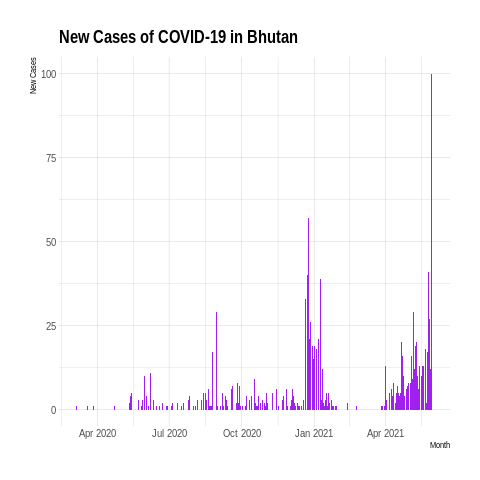 New Cases of COVID-19 in Bhutan
New Cases
100
75
50
25
0
Apr 2020 Jul 2020 Oct 2020 Jan 2021 Apr 2021
Month